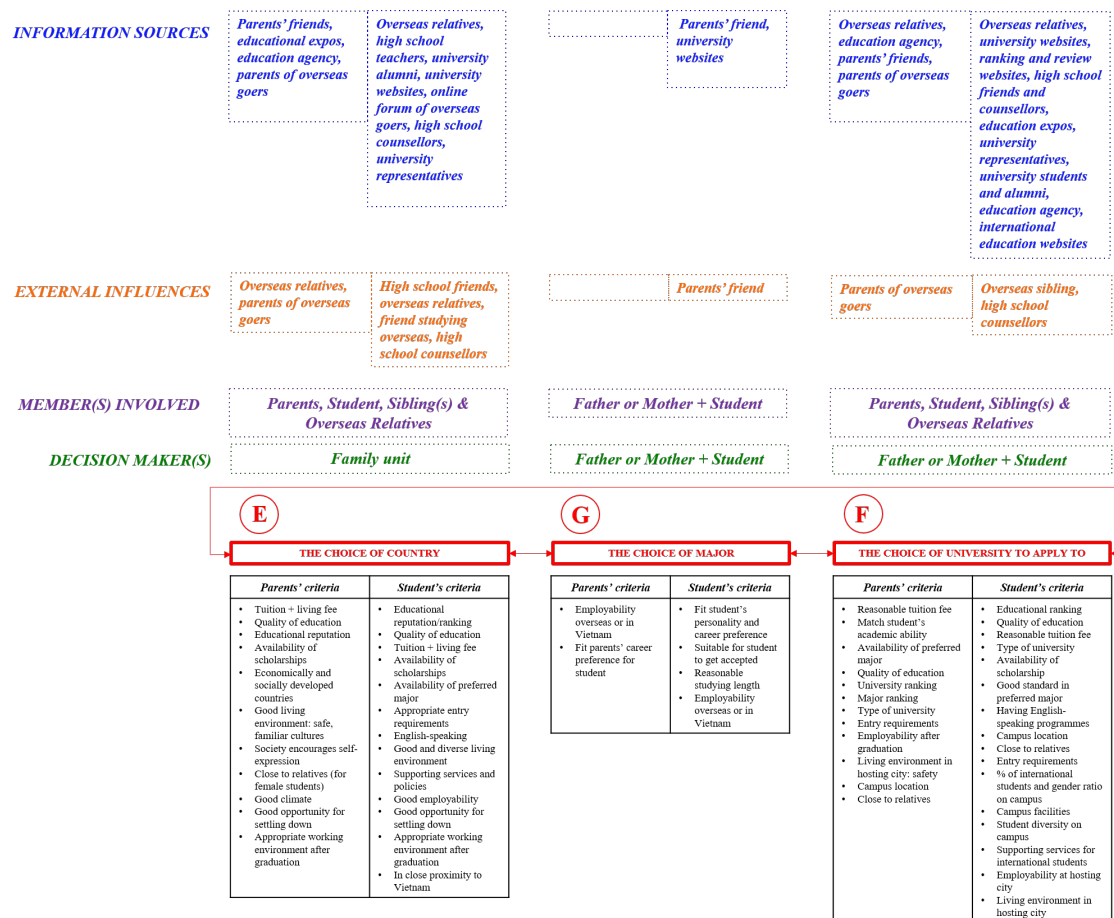 INFORMATION SOURCES
Parents' friends,
educational expos,
education agency,
parents of overseas
goers
Overseas relatives,
high school
teachers, university
alumni, university
websites, online
forum of overseas
goers, high school
counsellors,
university
representatives
Parents' friend,
university
websites
Overseas relatives,
education agency,
parents' friends,
parents of overseas
goers
Overseas relatives,
university websites,
ranking and review
websites, high school
friends and
counsellors,
education expos,
university
representatives,
university students
and alumni,
education agency,
international
education websites
EXTERNAL INFLUENCES
Overseas relatives,
parents of overseas
goers
High school friends,
overseas relatives,
friend studying
overseas, high
school counsellors
Parents' friend
Parents of overseas
goers
Overseas sibling,
high school
counsellors
MEMBER(S) INVOLVED
Parents, Student, Sibling(s) &
Overseas Relatives
Father or Mother + Student
Parents, Student, Sibling(s) &
Overseas Relatives
DECISION MAKER(S)
Family unit
Father or Mother + Student
Father or Mother + Student
E
G
F
THE CHOICE OF COUNTRY
THE CHOICE OF MAJOR
THE CHOICE OF UNIVERSITY TO APPLY TO
Parents' criteria
• Tuition + living fee
• Quality of education
• Educational reputation
• Availability of
scholarships
• Economically and
socially developed
countries
• Good living
environment: safe,
familiar cultures
• Society encourages self-
expression
• Close to relatives (for
female students)
• Good climate
• Good opportunity for
settling down
• Appropriate working
environment after
graduation
Student's criteria
• Educational
reputation/ranking
• Quality of education
• Tuition + living fee
• Availability of
scholarships
• Availability of preferred
major
• Appropriate entry
requirements
• English-speaking
• Good and diverse living
environment
• Supporting services and
policies
• Good employability
• Good opportunity for
settling down
• Appropriate working
environment after
graduation
• In close proximity to
Vietnam
Parents' criteria
• Employability
overseas or in
Vietnam
• Fit parents' career
preference for
student
Student's criteria
• Fit student's
personality and
career preference
• Suitable for student
to get accepted
• Reasonable
studying length
• Employability
overseas or in
Vietnam
Parents' criteria
• Reasonable tuition fee
• Match student's
academic ability
• Availability of preferred
major
• Quality of education
• University ranking
• Major ranking
• Type of university
• Entry requirements
• Employability after
graduation
• Living environment in
hosting city: safety
• Campus location
• Close to relatives
Student's criteria
• Educational ranking
• Quality of education
• Reasonable tuition fee
• Type of university
• Availability of
scholarship
• Good standard in
preferred major
• Having English-
speaking programmes
• Campus location
• Close to relatives
• Entry requirements
• % of international
students and gender ratio
on campus
• Campus facilities
• Student diversity on
campus
• Supporting services for
international students
• Employability at hosting
city
• Living environment in
hosting city